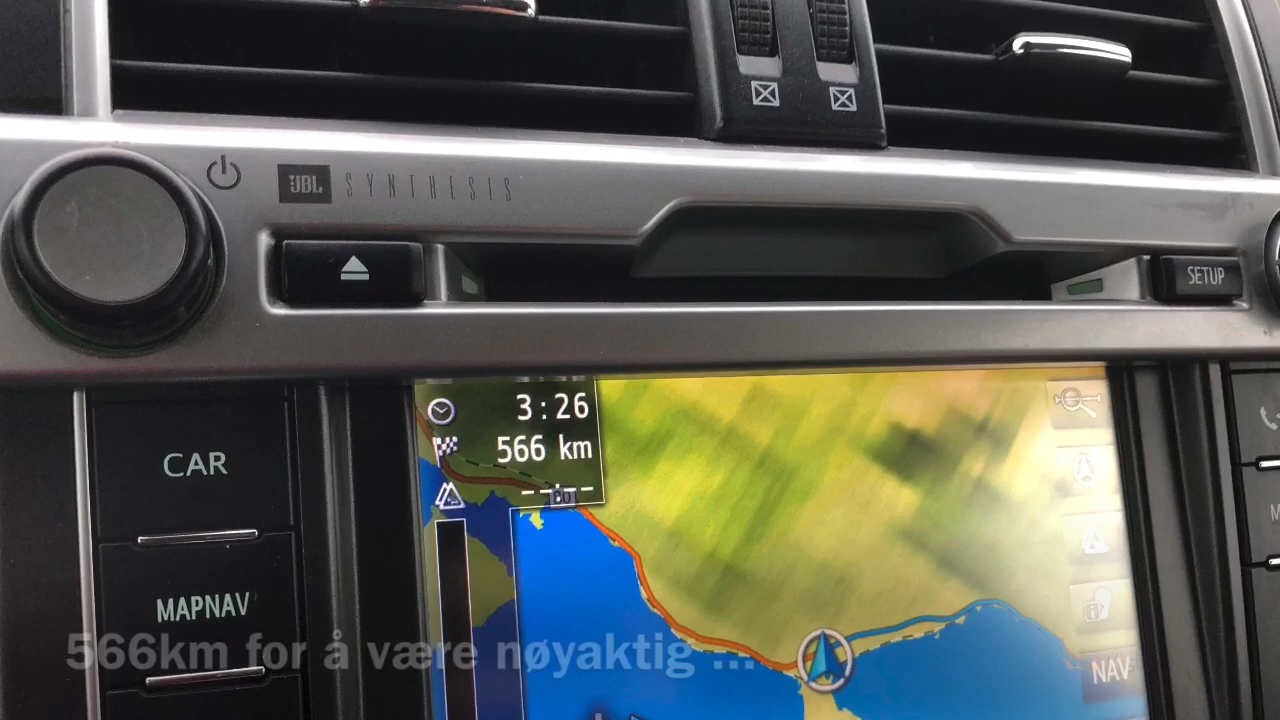 JBL SYNTHESIS
SETUP
3:26
566 km
CAR
MAPNAV
566km for å være nøyaktig ...
NAV